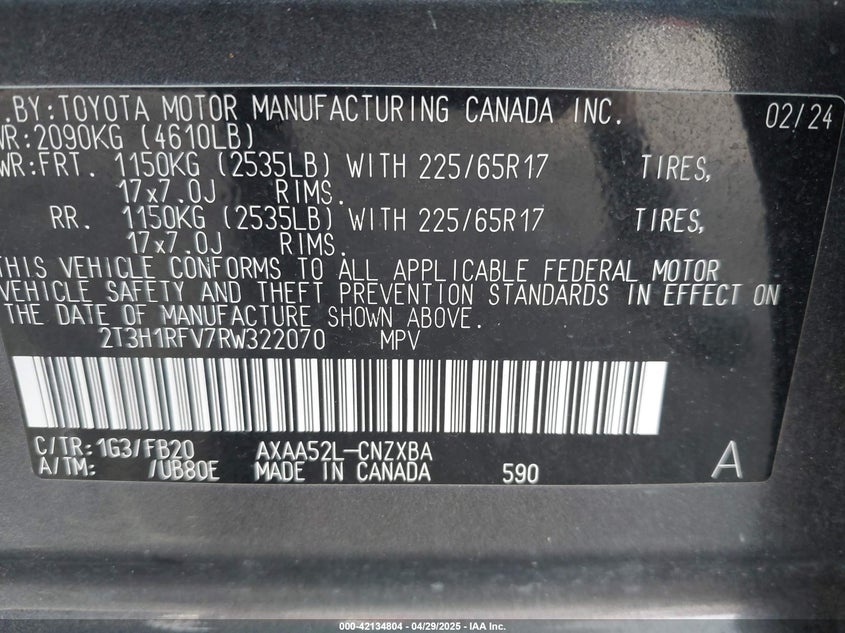 .BY:TOYOTA MOTOR MANUFACTURING CANADA INC. 02/24
WR:2090KG (4610LB)
WR:FRT. 1150KG (2535LB) WITH 225/65R17 TIRES,
17x7.0J RIMS.
RR. 1150KG (2535LB) WITH 225/65R17 TIRES,
17x7.0J RIMS.
THIS VEHICLE CONFORMS TO ALL APPLICABLE FEDERAL MOTOR
VEHICLE SAFETY AND THEFT PREVENTION STANDARDS IN EFFECT ON
THE DATE OF MANUFACTURE SHOWN ABOVE.
2T3H1RFV7RW322070 MPV
C/TR:1G3/FB20 AXAA52L-CNZXBA
A/TM: /UB80E MADE IN CANADA 590 A
000-42134804 - 04/29/2025 - IAA Inc.